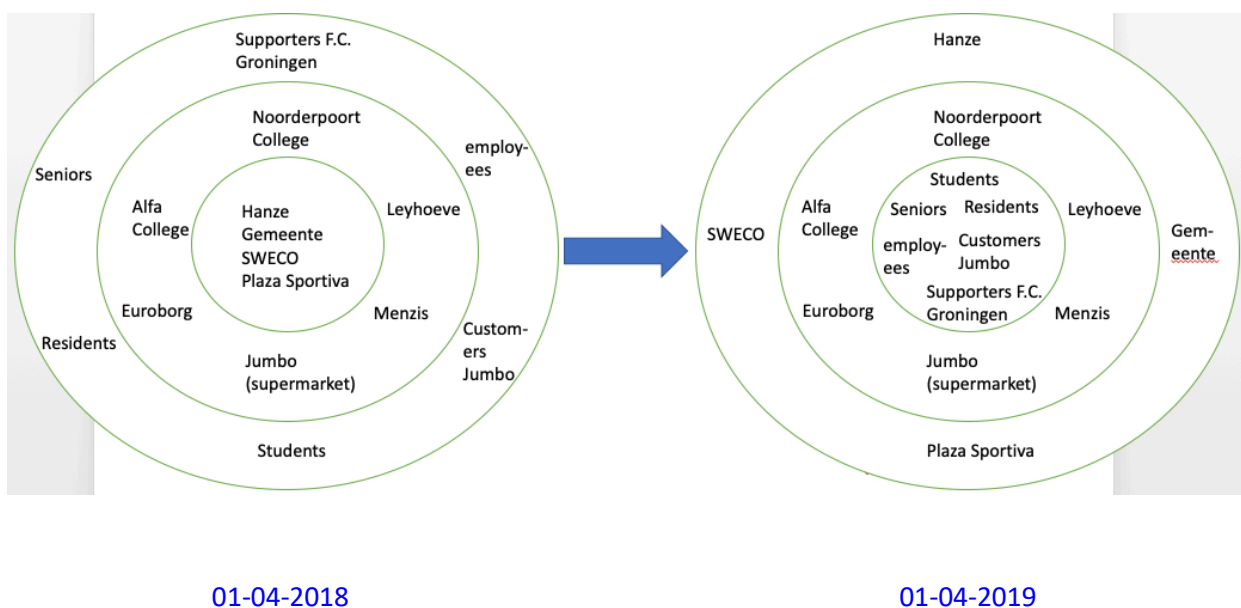 Supporters F.C.
Groningen
Noorderpoort
College
employ-
ees
Seniors
Alfa
College
Hanze
Gemeente
SWECO
Plaza Sportiva
Leyhoeve
Euroborg
Menzis
Residents
Custom-
ers
Jumbo
Jumbo
(supermarket)
Students
01-04-2018
Hanze
Noorderpoort
College
Students
Seniors
Residents
Alfa
College
Leyhoeve
SWECO
Gem-
eente
employ-
ees
Customers
Jumbo
Supporters F.C.
Groningen
Euroborg
Menzis
Jumbo
(supermarket)
Plaza Sportiva
01-04-2019